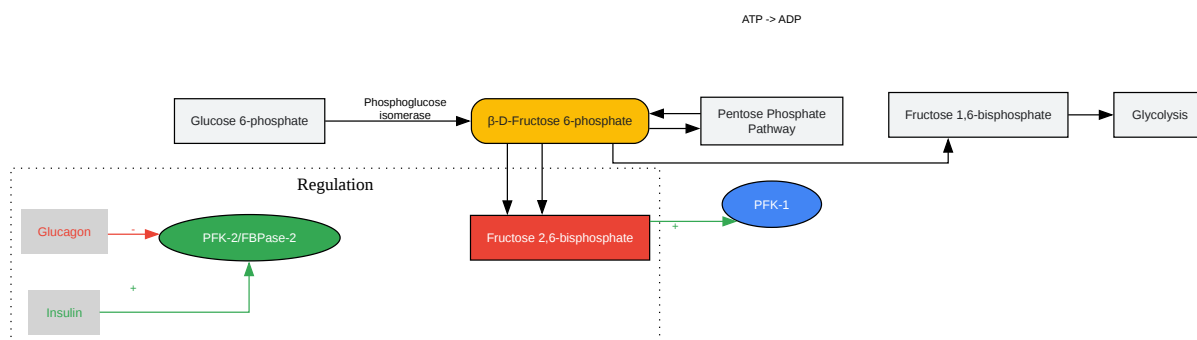 ATP -> ADP
Glucose 6-phosphate
Phosphoglucose
isomerase
β-D-Fructose 6-phosphate
Pentose Phosphate
Pathway
Fructose 1,6-bisphosphate
Glycolysis
Regulation
Glucagon
-
PFK-2/FBPase-2
Fructose 2,6-bisphosphate
+
PFK-1
+
Insulin